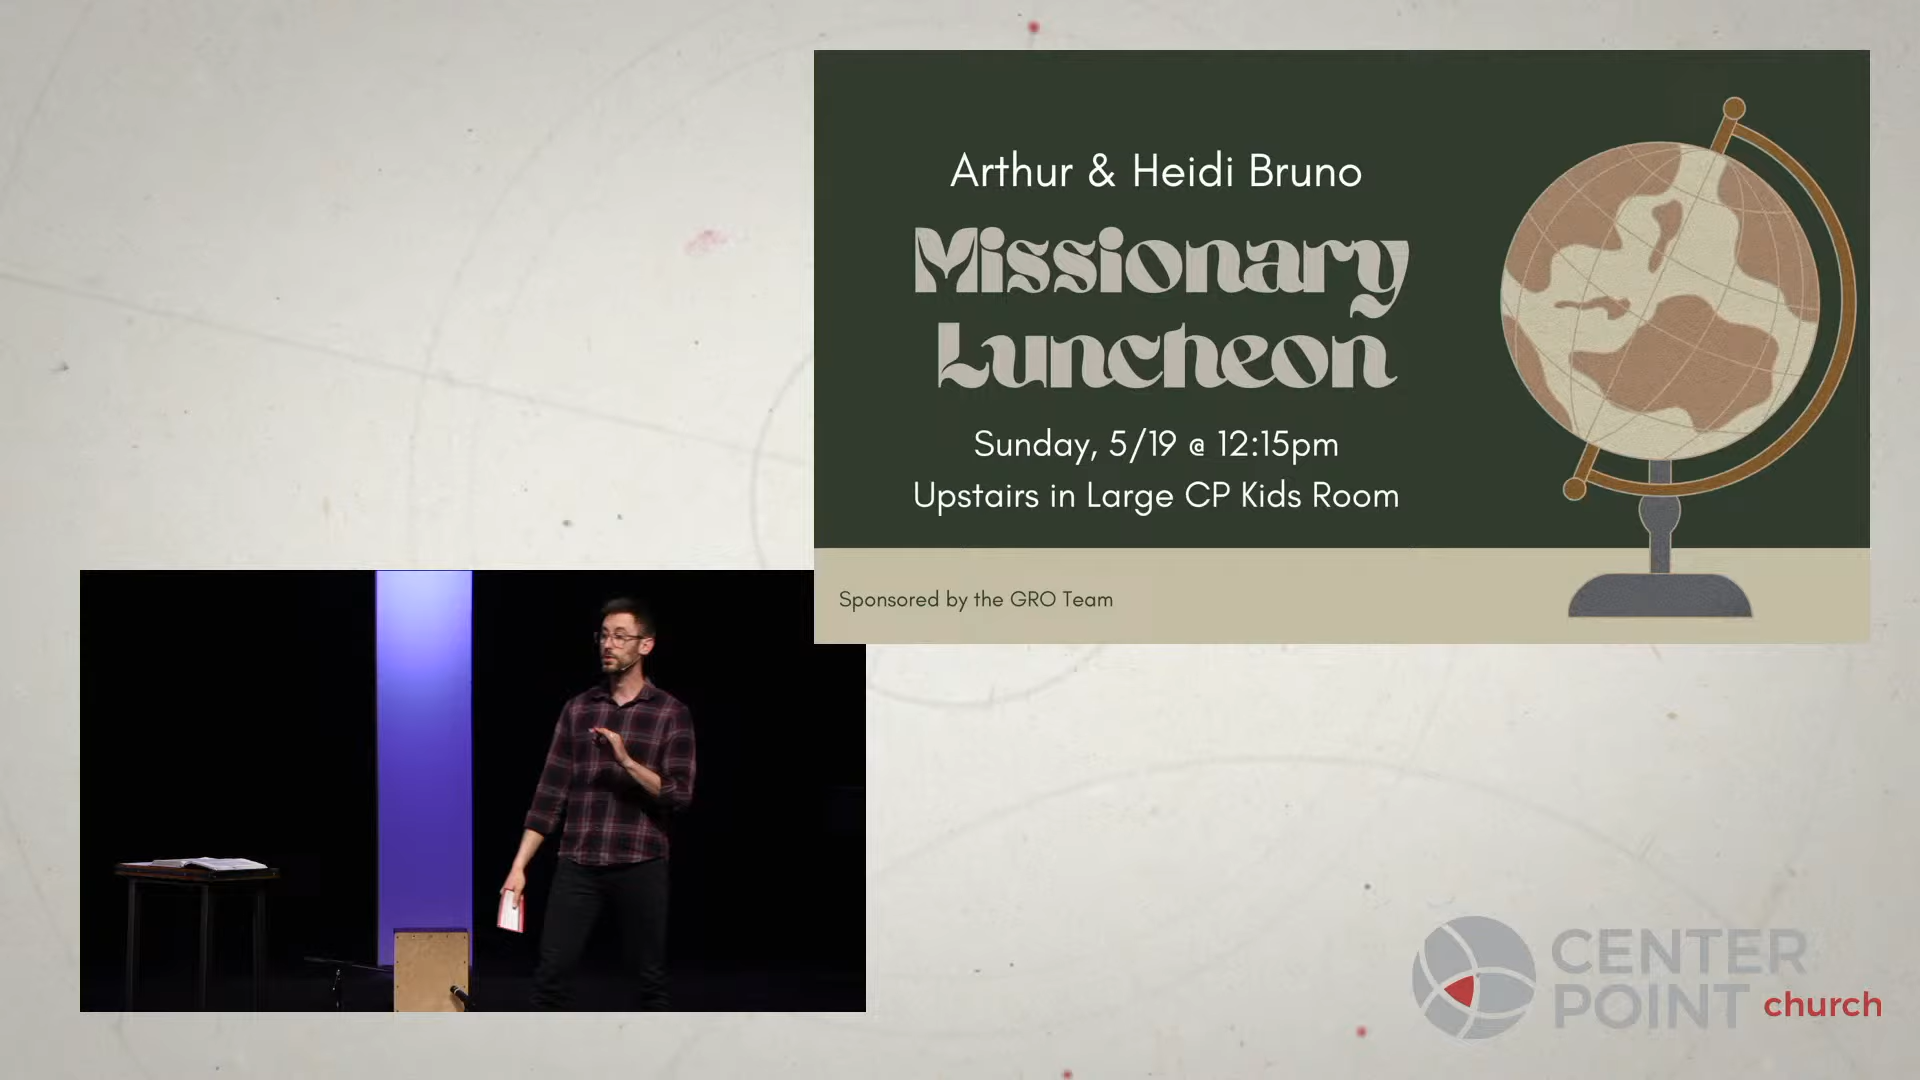 Arthur & Heidi Bruno
Missionary
Luncheon
Sunday, 5/19 @ 12:15pm
Upstairs in Large CP Kids Room
Sponsored by the GRO Team
CENTER
POINT church